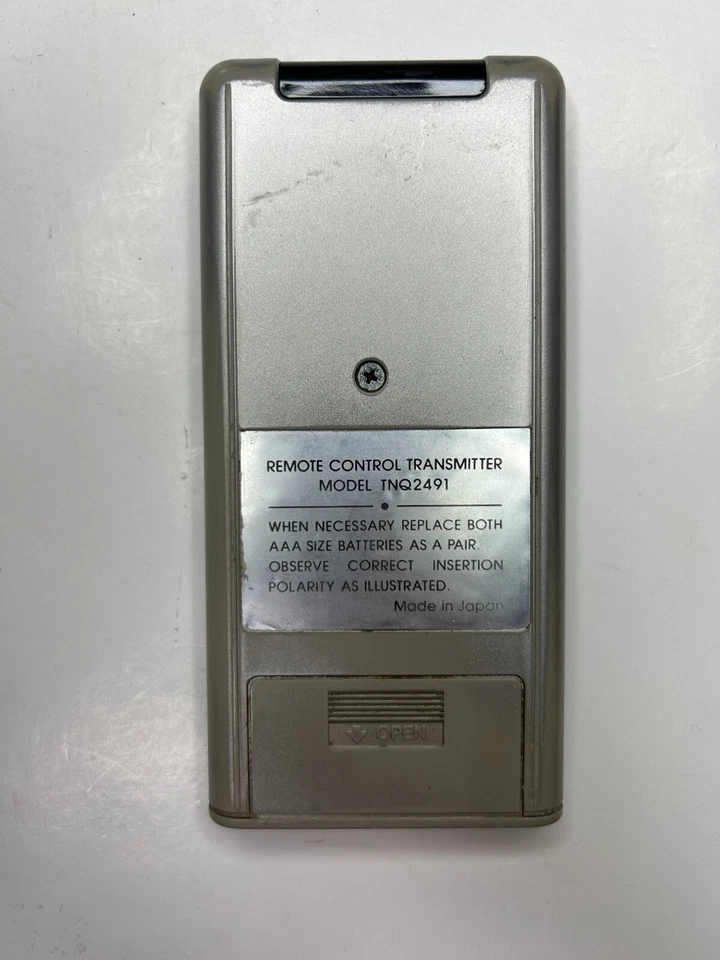 REMOTE CONTROL TRANSMITTER
MODEL TNQ2491
WHEN NECESSARY REPLACE BOTH
AAA SIZE BATTERIES AS A PAIR.
OBSERVE CORRECT INSERTION
POLARITY AS ILLUSTRATED.
Made in Japan
OPEN